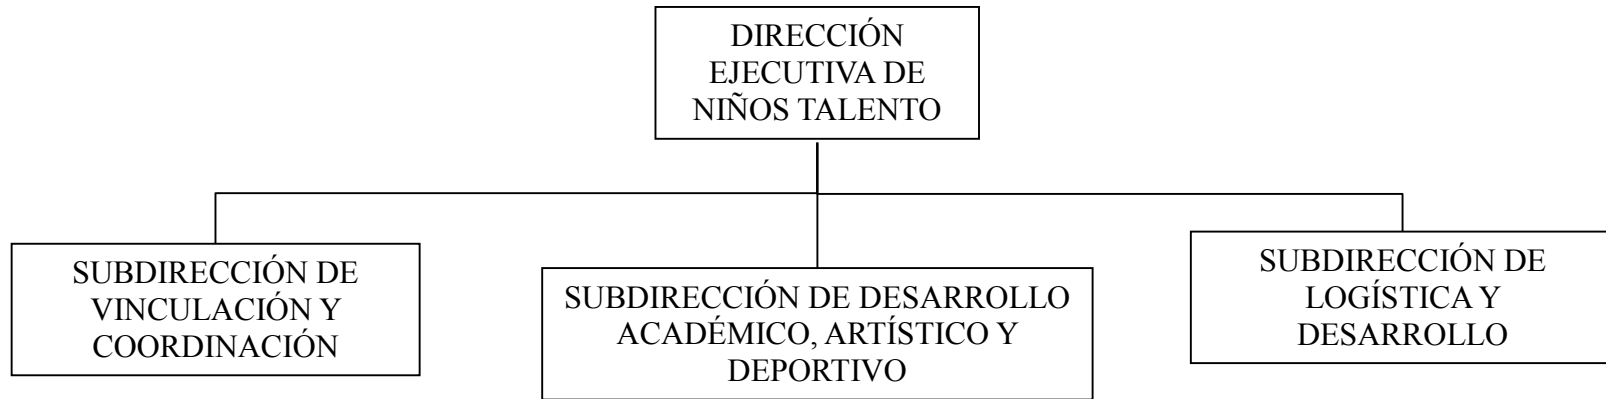 DIRECCIÓN
EJECUTIVA DE
NIÑOS TALENTO
SUBDIRECCIÓN DE
VINCULACIÓN Y
COORDINACIÓN
SUBDIRECCIÓN DE DESARROLLO
ACADÉMICO, ARTÍSTICO Y
DEPORTIVO
SUBDIRECCIÓN DE
LOGÍSTICA Y
DESARROLLO